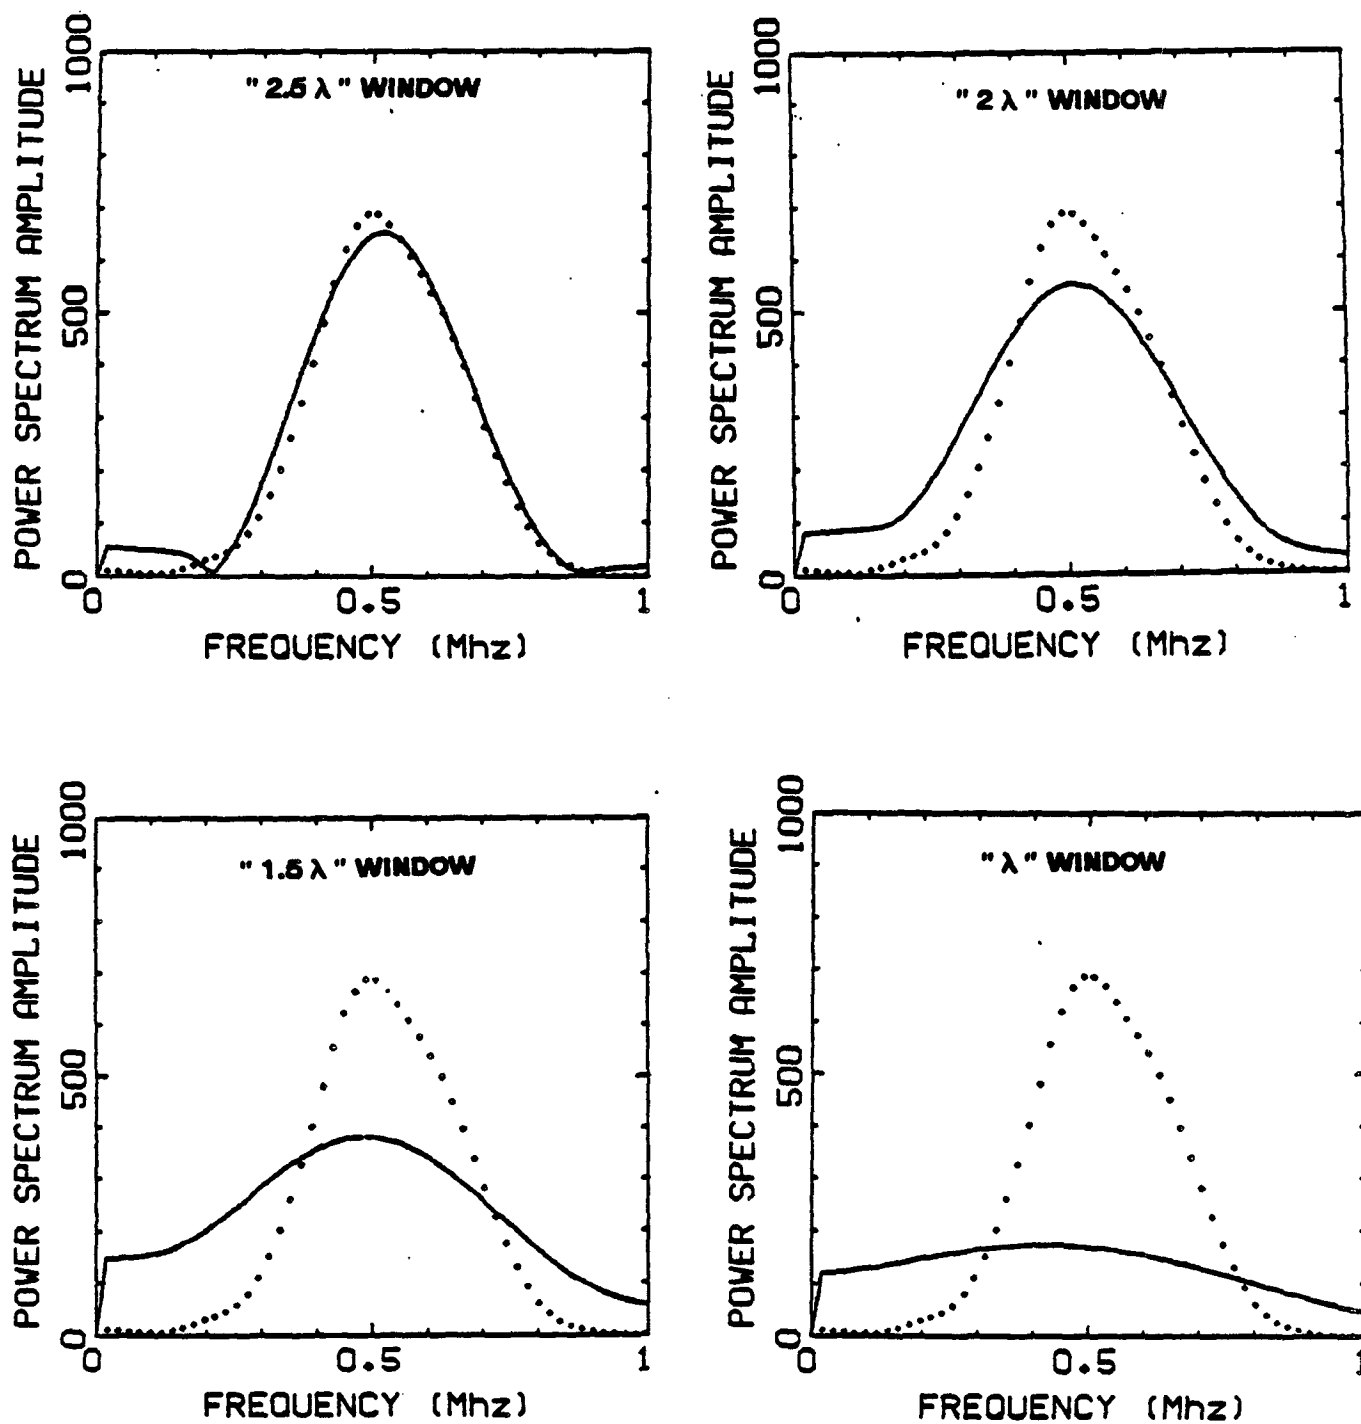 " 2.5 λ " WINDOW
POWER SPECTRUM AMPLITUDE
1000
500
0
0 0.5 1
FREQUENCY (Mhz)
" 2 λ " WINDOW
POWER SPECTRUM AMPLITUDE
1000
500
0
0 0.5 1
FREQUENCY (Mhz)
" 1.5 λ " WINDOW
POWER SPECTRUM AMPLITUDE
1000
500
0
0 0.5 1
FREQUENCY (Mhz)
" λ " WINDOW
POWER SPECTRUM AMPLITUDE
1000
500
0
0 0.5 1
FREQUENCY (Mhz)